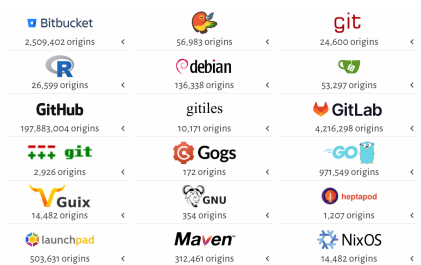 Bitbucket
2,509,402 origins
56,983 origins
git
24,600 origins
R
26,599 origins
debian
136,338 origins
53,297 origins
GitHub
197,883,004 origins
gitiles
10,171 origins
GitLab
4,216,298 origins
git
2,926 origins
Gogs
172 origins
GO
971,549 origins
Guix
14,482 origins
GNU
354 origins
heptapod
1,207 origins
launchpad
503,631 origins
Maven™
312,461 origins
NixOS
14,482 origins